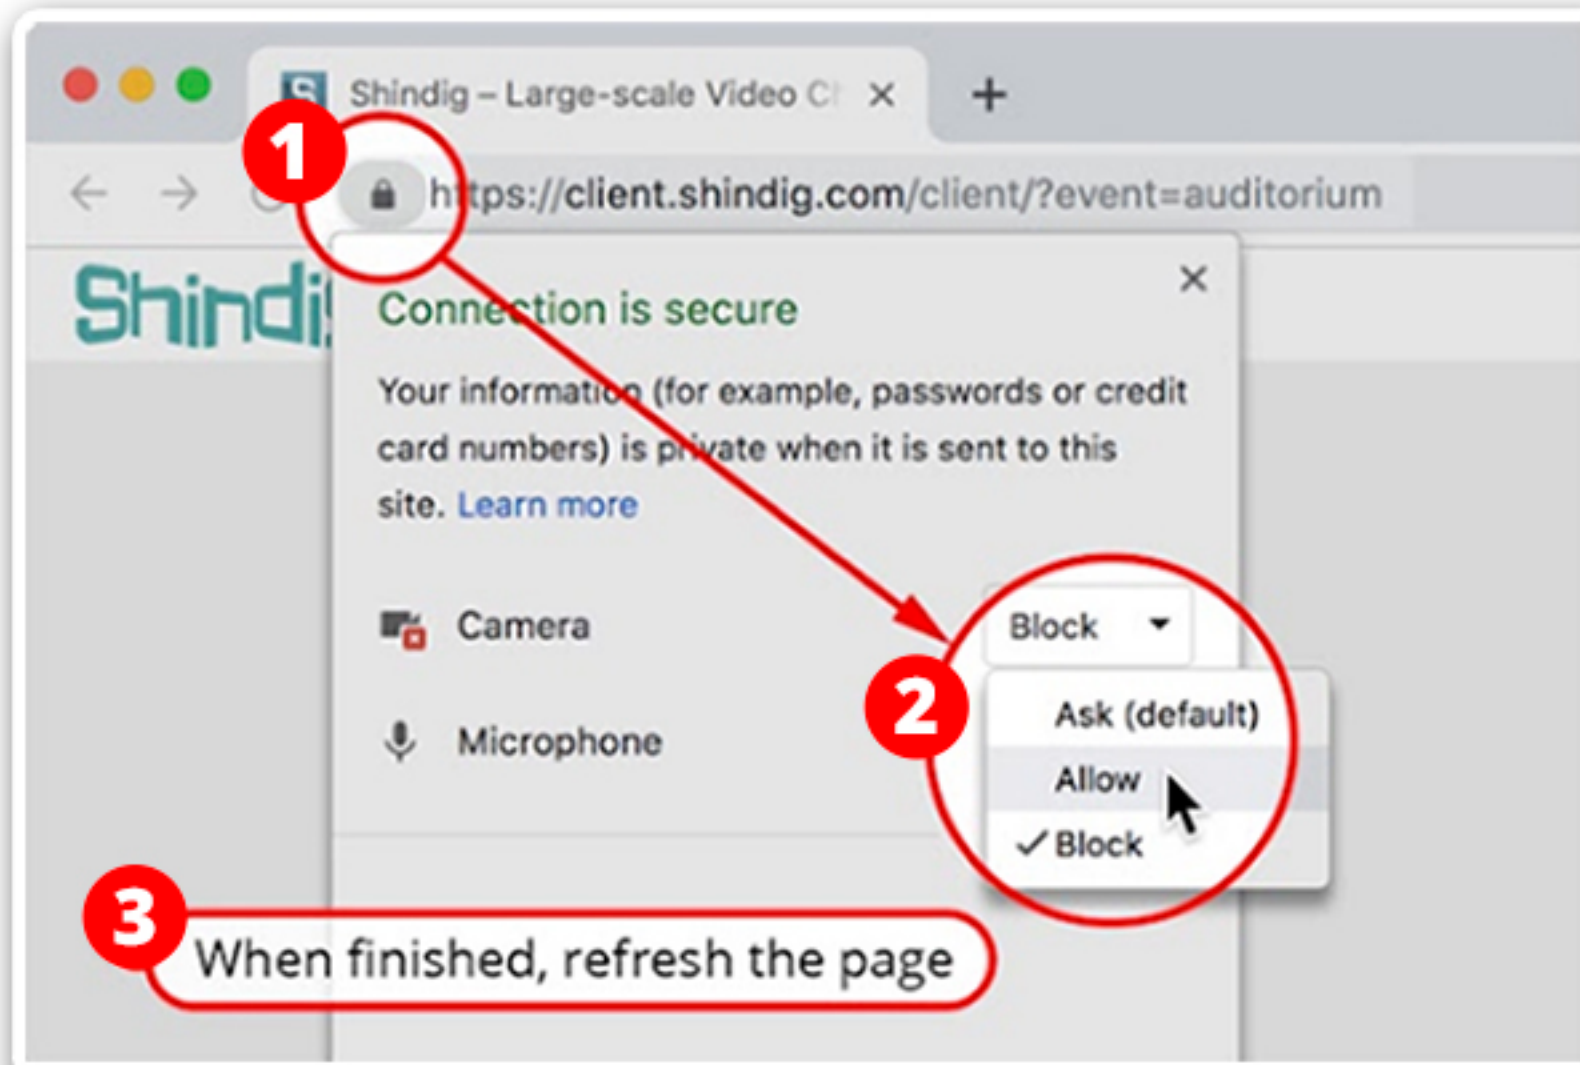 Shindig – Large-scale Video
1
https://client.shindig.com/client/?event=auditorium
Connection is secure
Your information (for example, passwords or credit
card numbers) is private when it is sent to this
site. Learn more
Camera
Block
2
Ask (default)
Microphone
Allow
Block
3
When finished, refresh the page